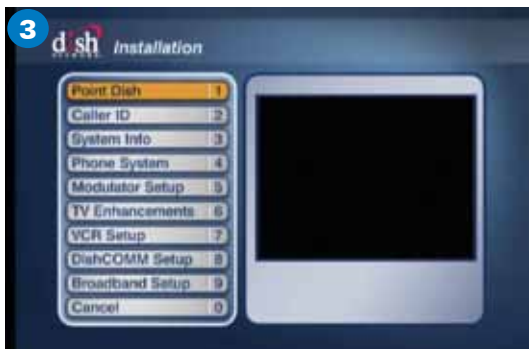 3
dish Installation
NETWORK
Point Dish 1
Caller ID 2
System Info 3
Phone System 4
Modulator Setup 5
TV Enhancements 6
VCR Setup 7
DishCOMM Setup 8
Broadband Setup 9
Cancel 0